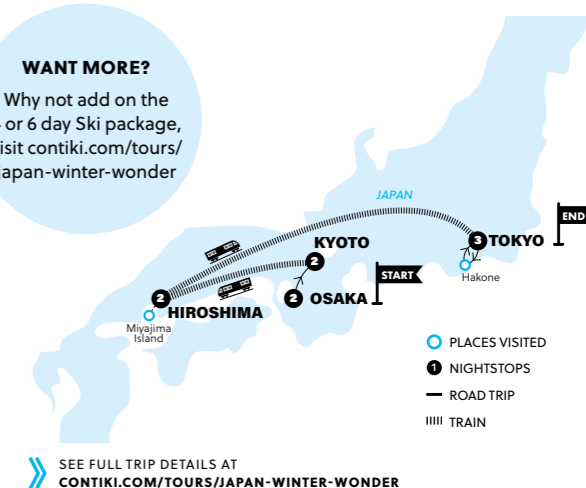 WANT MORE?
Why not add on the
or 6 day Ski package,
visit contiki.com/tours/
japan-winter-wonder
JAPAN
END
3 TOKYO
KYOTO
2
START
Hakone
2 OSAKA
2
HIROSHIMA
Miyajima
Island
PLACES VISITED
1 NIGHTSTOPS
ROAD TRIP
TRAIN
SEE FULL TRIP DETAILS AT
CONTIKI.COM/TOURS/JAPAN-WINTER-WONDER